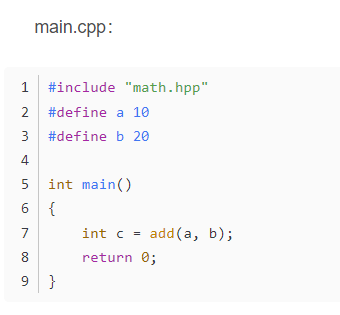 main.cpp:
1 #include "math.hpp"
2 #define a 10
3 #define b 20
4
5 int main()
6 {
7     int c = add(a, b);
8     return 0;
9 }